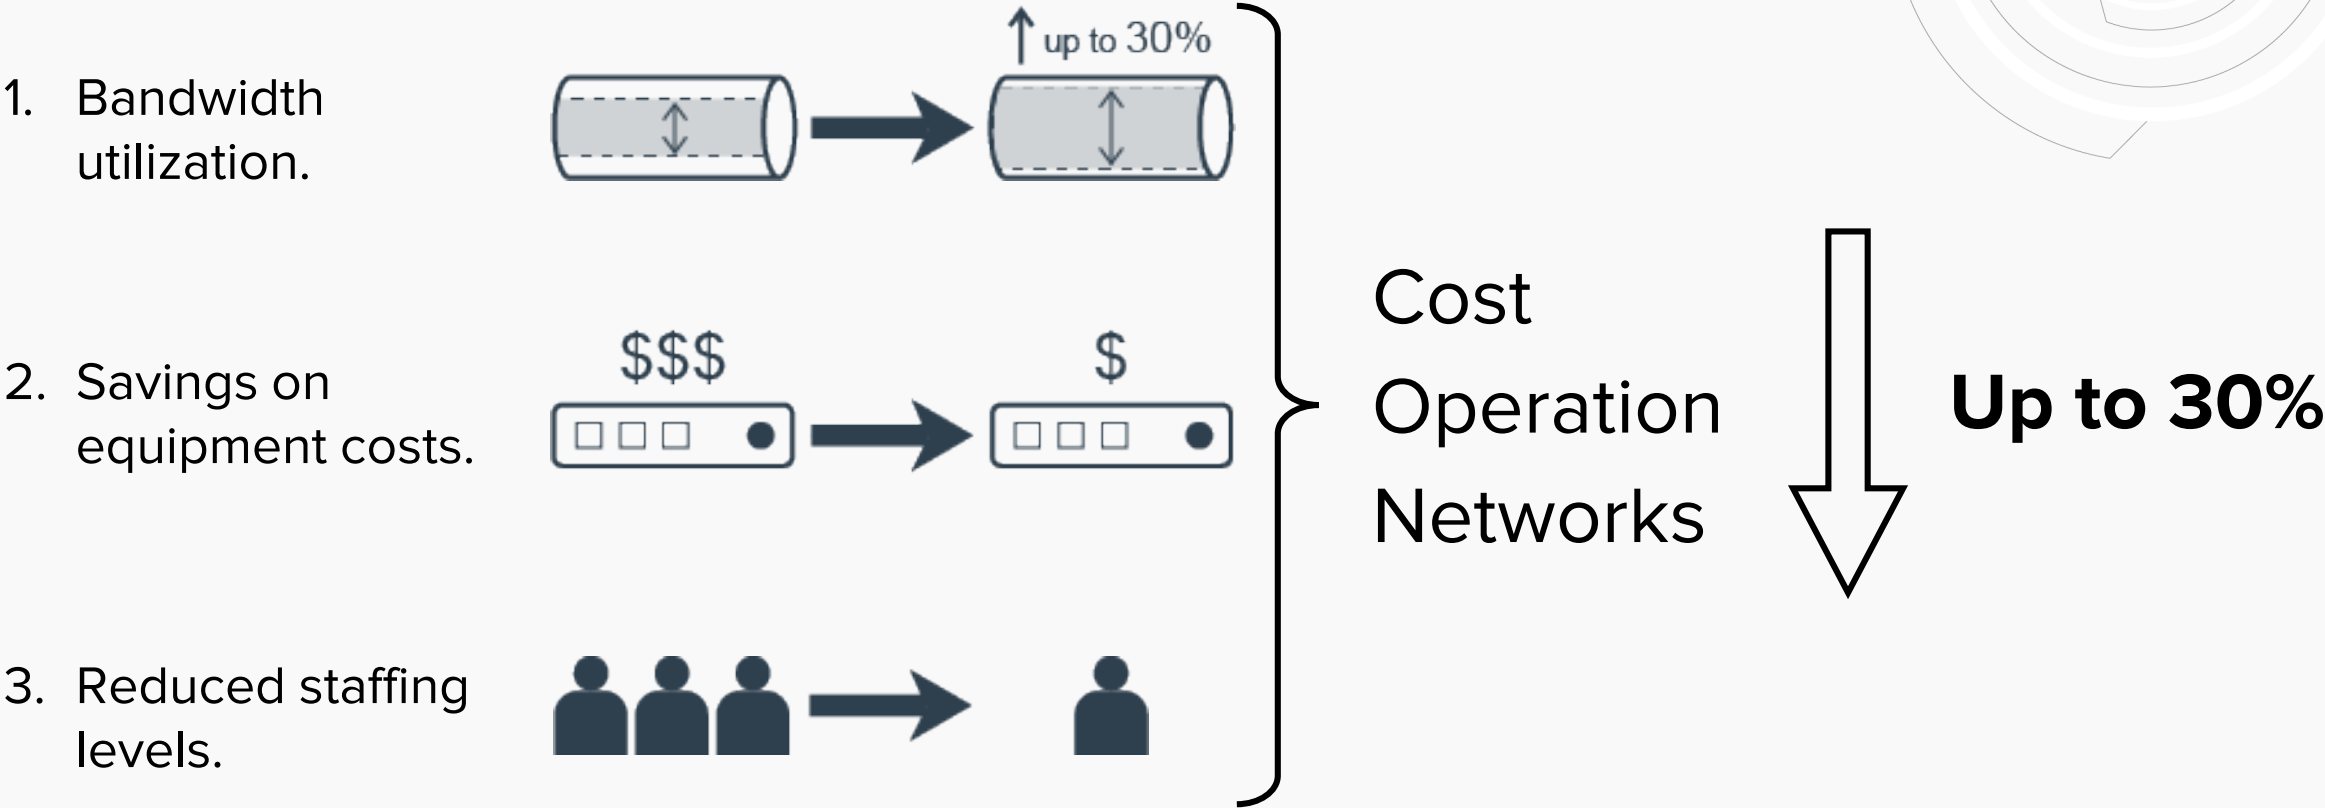 ↑ up to 30%
1. Bandwidth
utilization.
$$$
$
2. Savings on
equipment costs.
3. Reduced staffing
levels.
Cost
Operation
Networks
Up to 30%